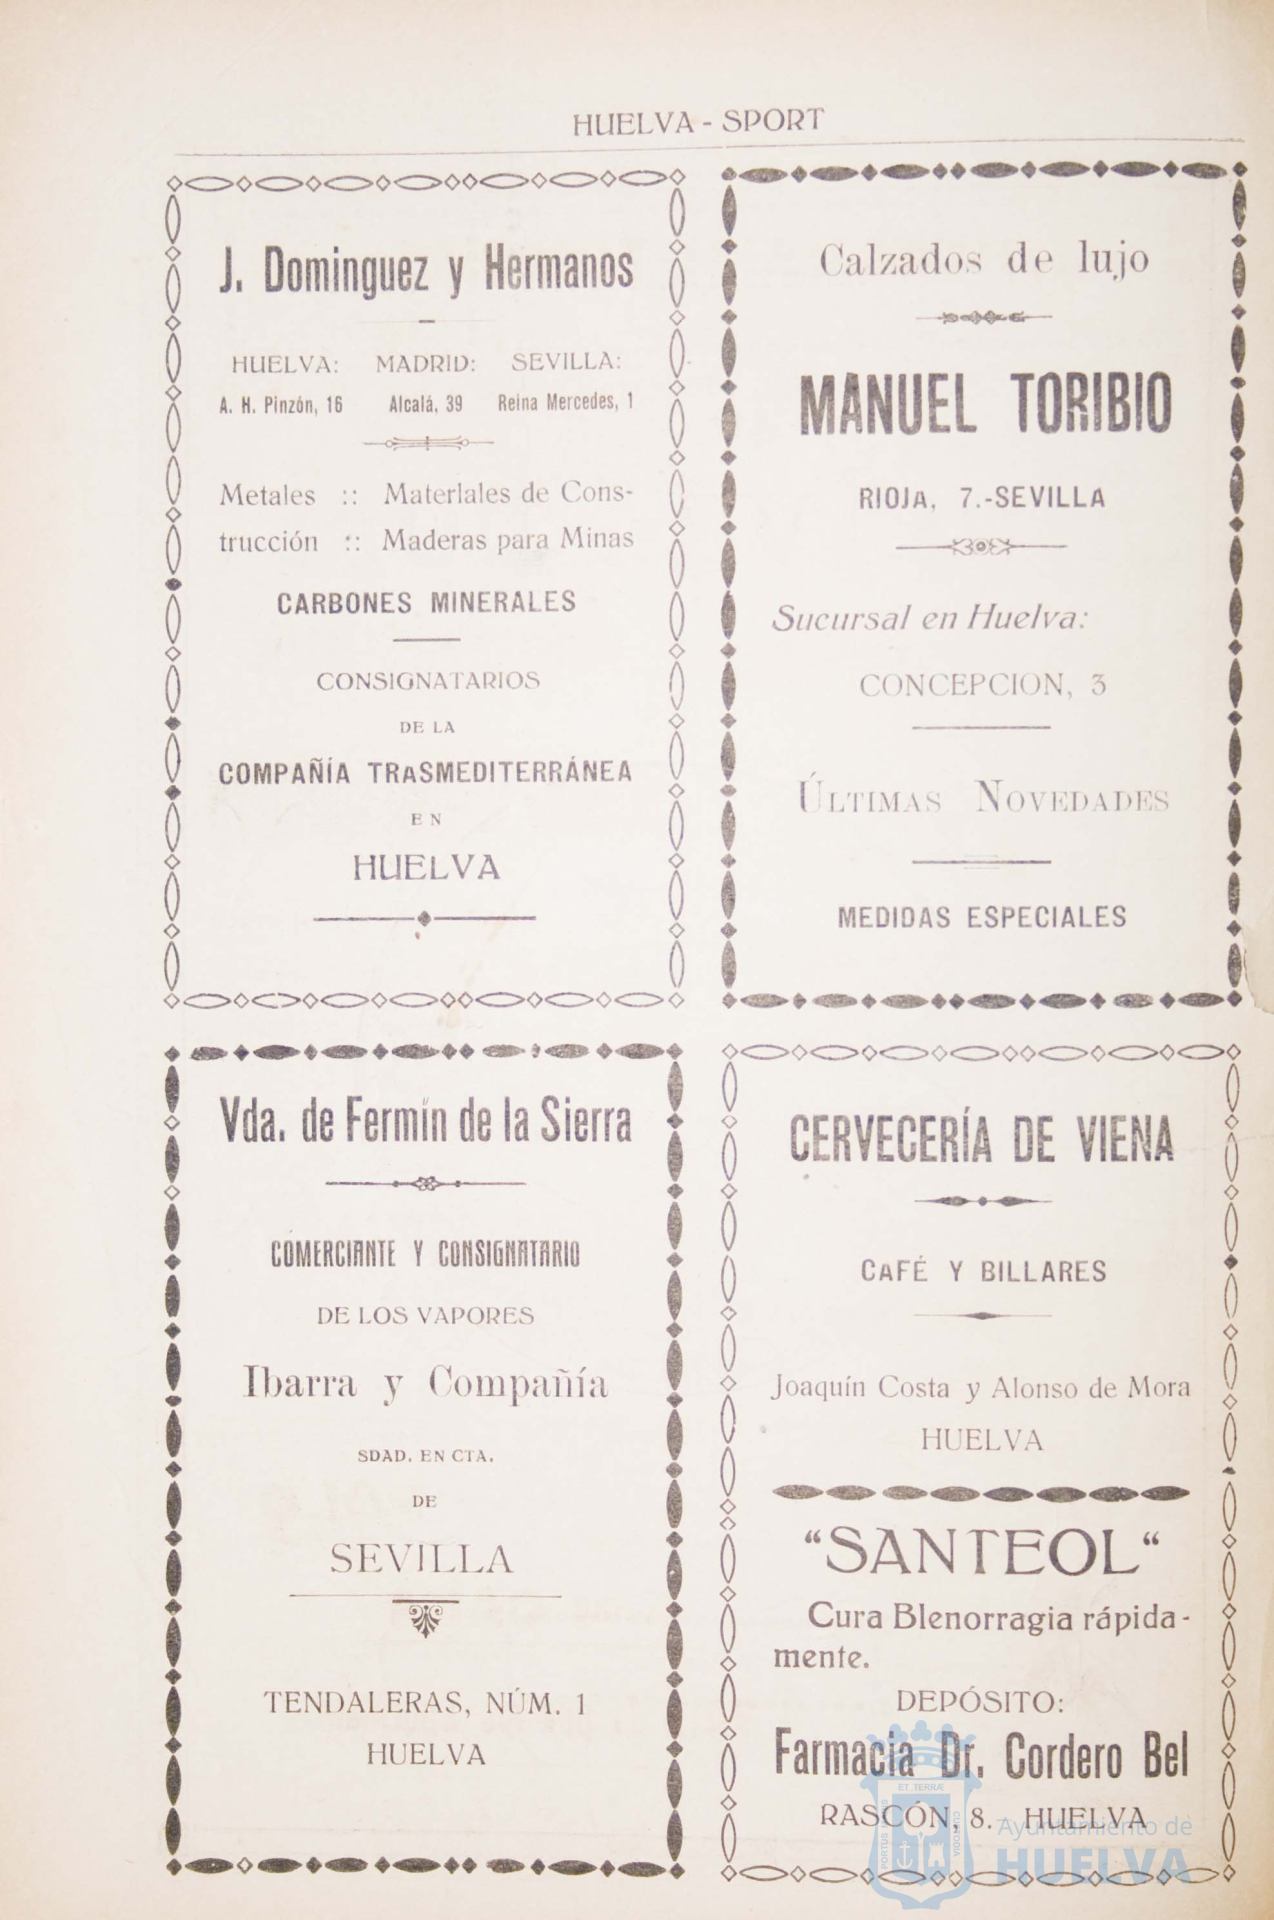 HUELVA - SPORT
J. Dominguez y Hermanos
HUELVA: MADRID: SEVILLA:
A. H. Pinzón, 16 Alcalá, 39 Reina Mercedes, 1
Metales :: Materiales de Cons-
trucción :: Maderas para Minas
CARBONES MINERALES
CONSIGNATARIOS
DE LA
COMPAÑÍA TRASMEDITERRÁNEA
EN
HUELVA
Calzados de lujo
MANUEL TORIBIO
RIOJA, 7.-SEVILLA
Sucursal en Huelva:
CONCEPCION, 3
ÚLTIMAS NOVEDADES
MEDIDAS ESPECIALES
Vda. de Fermín de la Sierra
COMERCIANTE Y CONSIGNATARIO
DE LOS VAPORES
Ibarra y Compañía
SDAD. EN CTA.
DE
SEVILLA
TENDALERAS, NÚM. 1
HUELVA
CERVECERÍA DE VIENA
CAFÉ Y BILLARES
Joaquín Costa y Alonso de Mora
HUELVA
“SANTEOL“
Cura Blenorragia rápida-
mente.
DEPÓSITO:
Farmacia Dr. Cordero Bel
RASCÓN, 8. HUELVA
ET TERRÆ
PORTUS MARIS
CUSTODIA
Ayuntamiento de
HUELVA